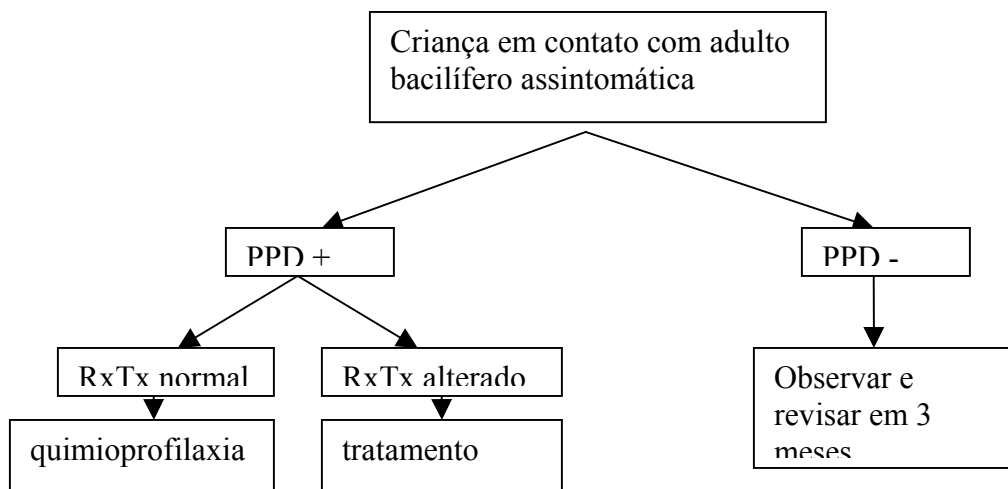 Criança em contato com adulto
bacilífero assintomática
PPD +
PPD -
RxTx normal
RxTx alterado
Observar e
revisar em 3
meses
quimioprofilaxia
tratamento